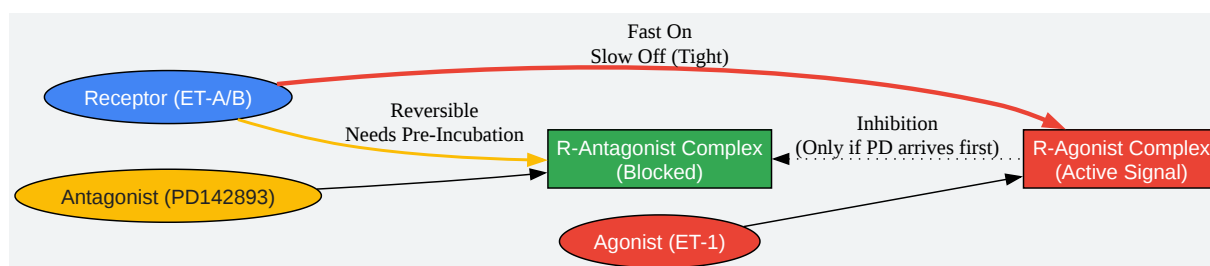 Fast On
Slow Off (Tight)
Receptor (ET-A/B)
Reversible
Needs Pre-Incubation
Inhibition
(Only if PD arrives first)
R-Antagonist Complex
(Blocked)
R-Agonist Complex
(Active Signal)
Antagonist (PD142893)
Agonist (ET-1)